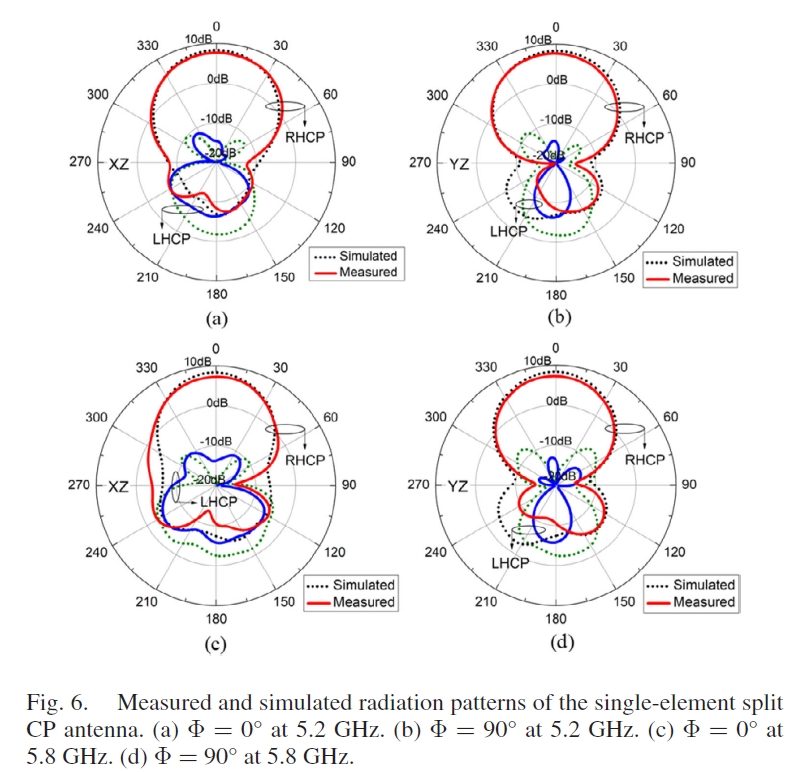 0
10dB
330
30
0dB
300
60
-10dB
RHCP
-20dB
270
XZ
90
240
120
LHCP
Simulated
Measured
210
150
180
(a)
0
10dB
330
30
0dB
300
60
-10dB
RHCP
-20dB
270
YZ
90
240
120
LHCP
Simulated
Measured
210
150
180
(b)
0
10dB
330
30
0dB
300
60
-10dB
RHCP
-20dB
270
XZ
90
LHCP
240
120
Simulated
Measured
210
150
180
(c)
0
10dB
330
30
0dB
300
60
-10dB
RHCP
-20dB
270
YZ
90
240
120
LHCP
Simulated
Measured
210
150
180
(d)
Fig. 6. Measured and simulated radiation patterns of the single-element split
CP antenna. (a) Φ = 0° at 5.2 GHz. (b) Φ = 90° at 5.2 GHz. (c) Φ = 0° at
5.8 GHz. (d) Φ = 90° at 5.8 GHz.